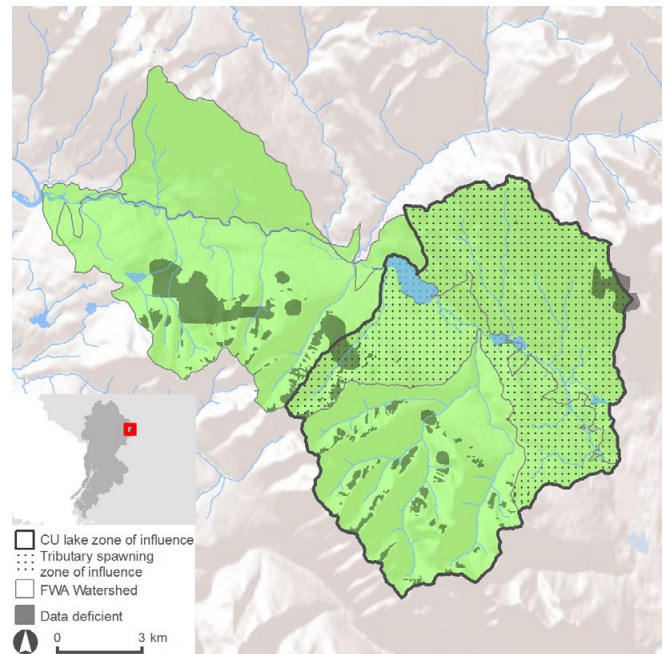 CU lake zone of influence
Tributary spawning
zone of influence
FWA Watershed
Data deficient
0 3 km